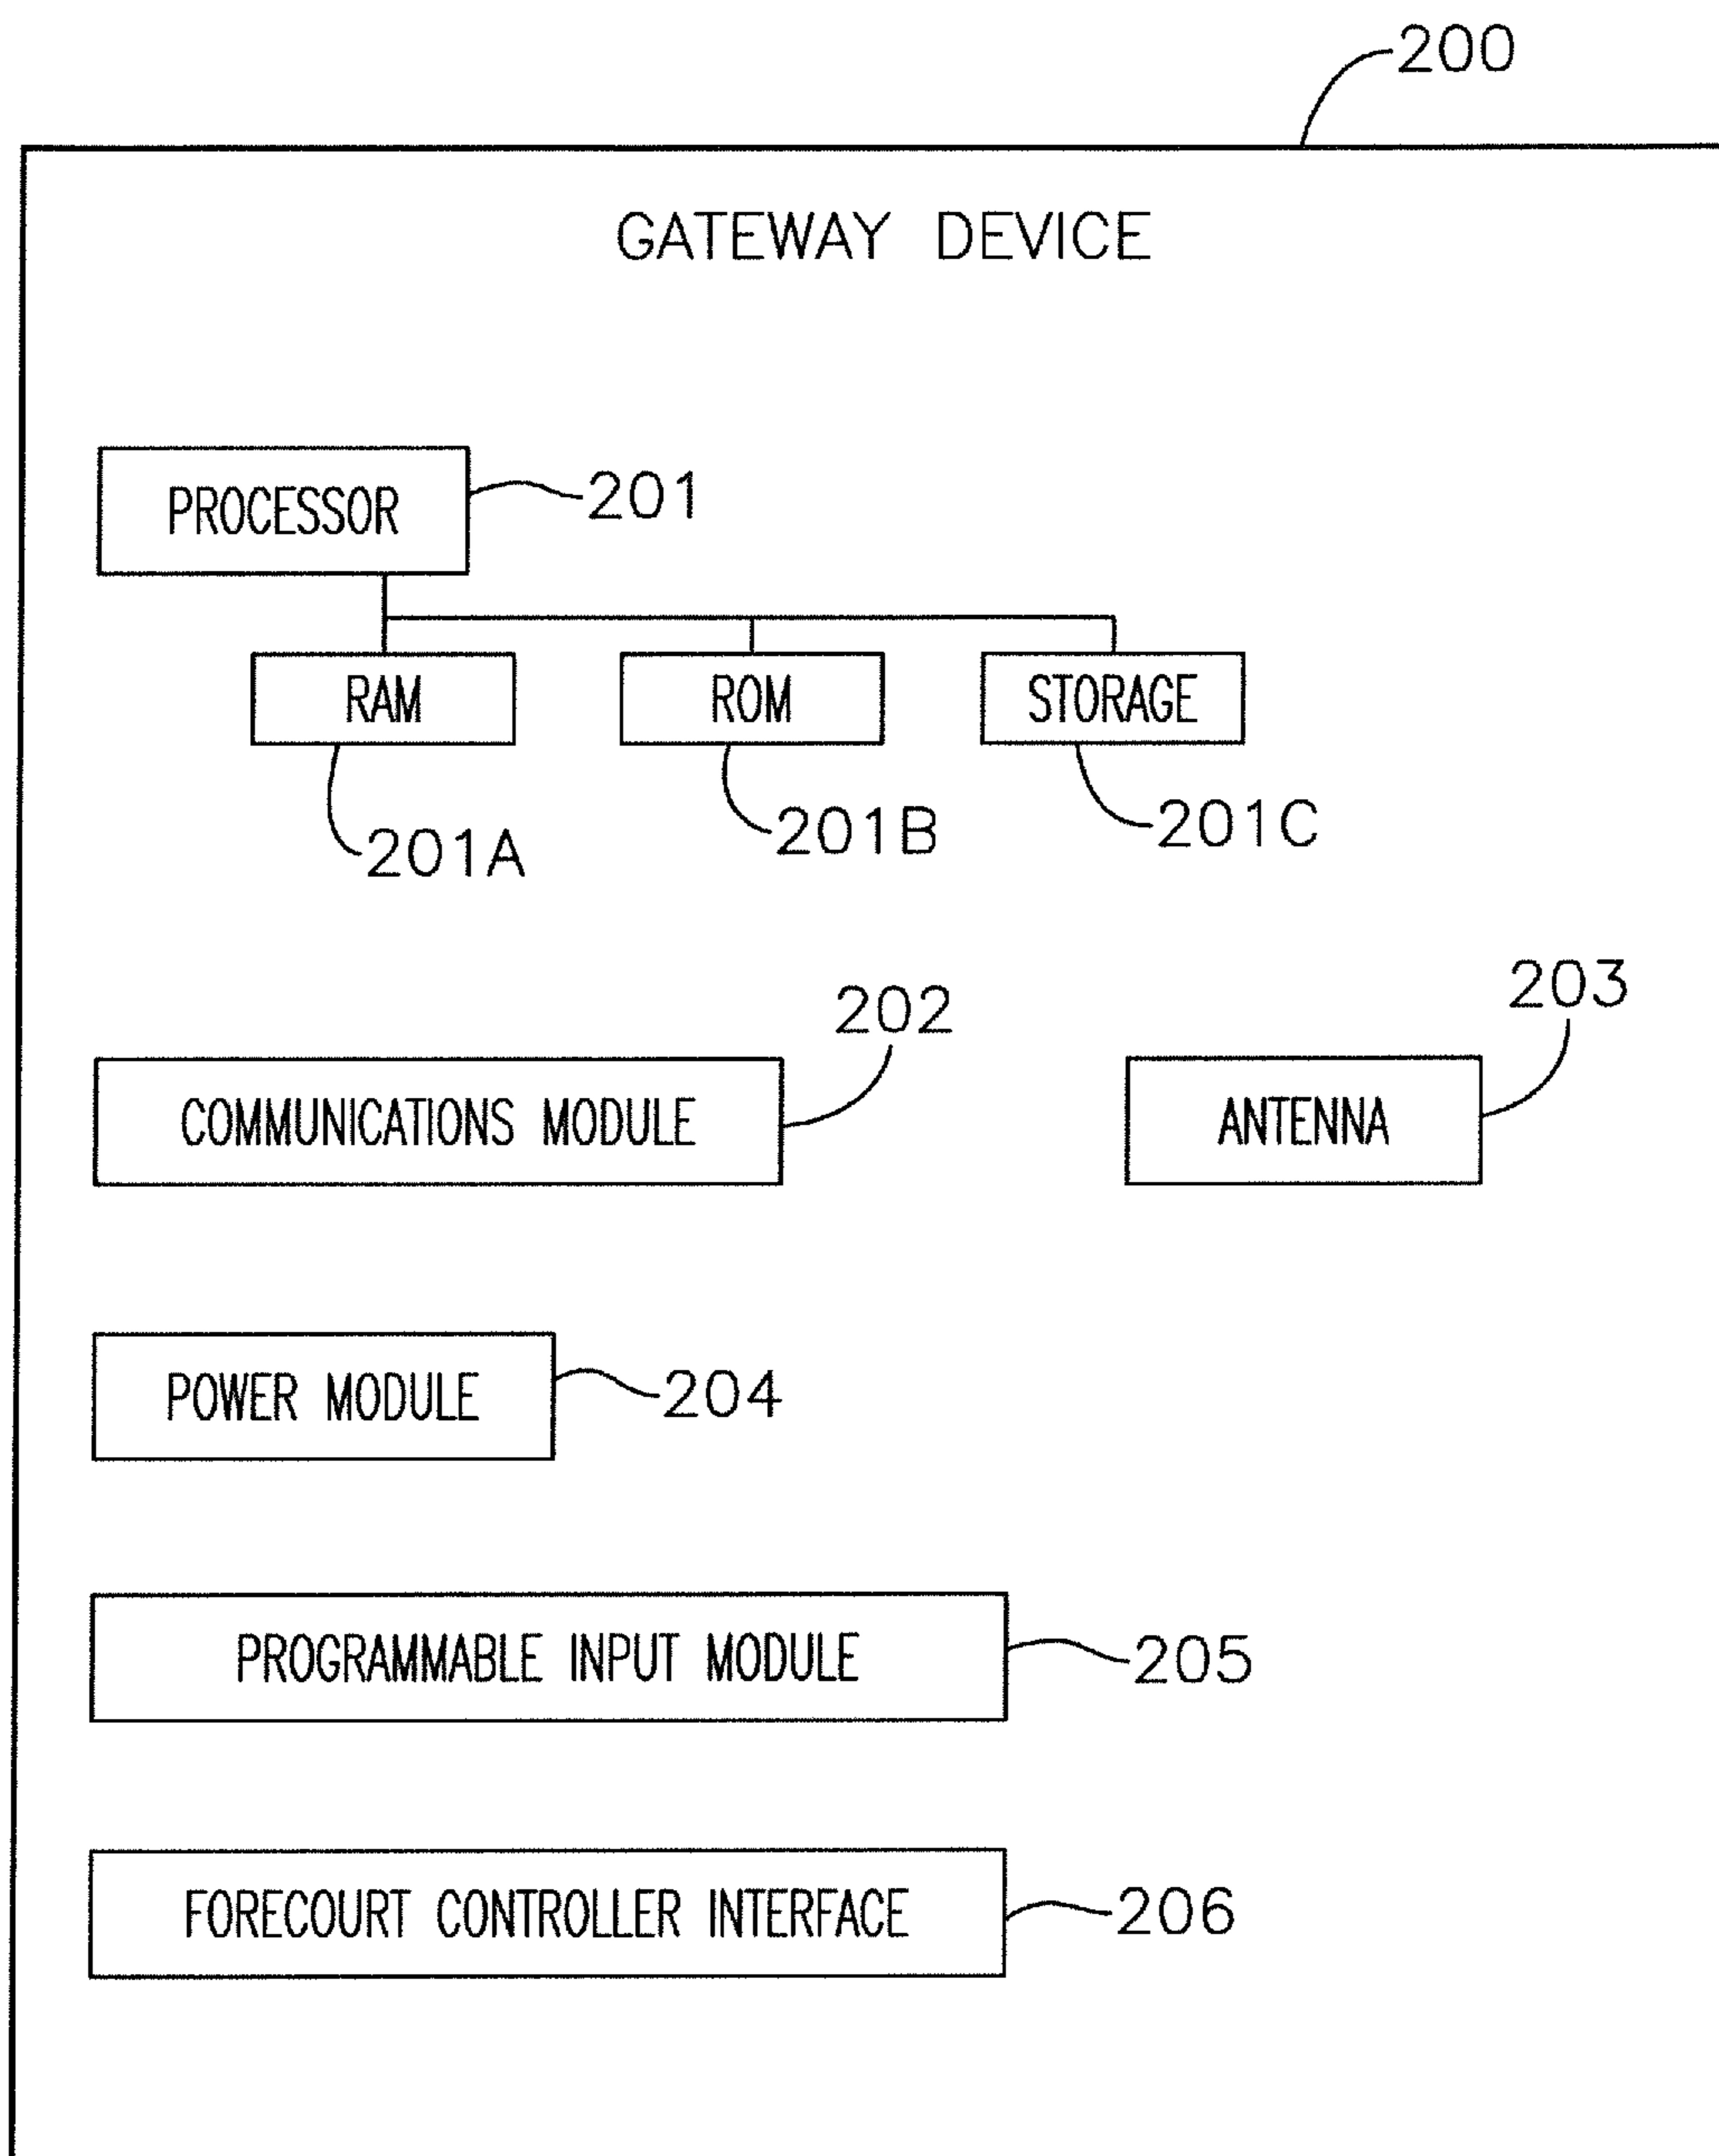 200
GATEWAY DEVICE
PROCESSOR
201
RAM
ROM
STORAGE
201A
201B
201C
202
203
COMMUNICATIONS MODULE
ANTENNA
POWER MODULE
204
PROGRAMMABLE INPUT MODULE
205
FORECOURT CONTROLLER INTERFACE
206